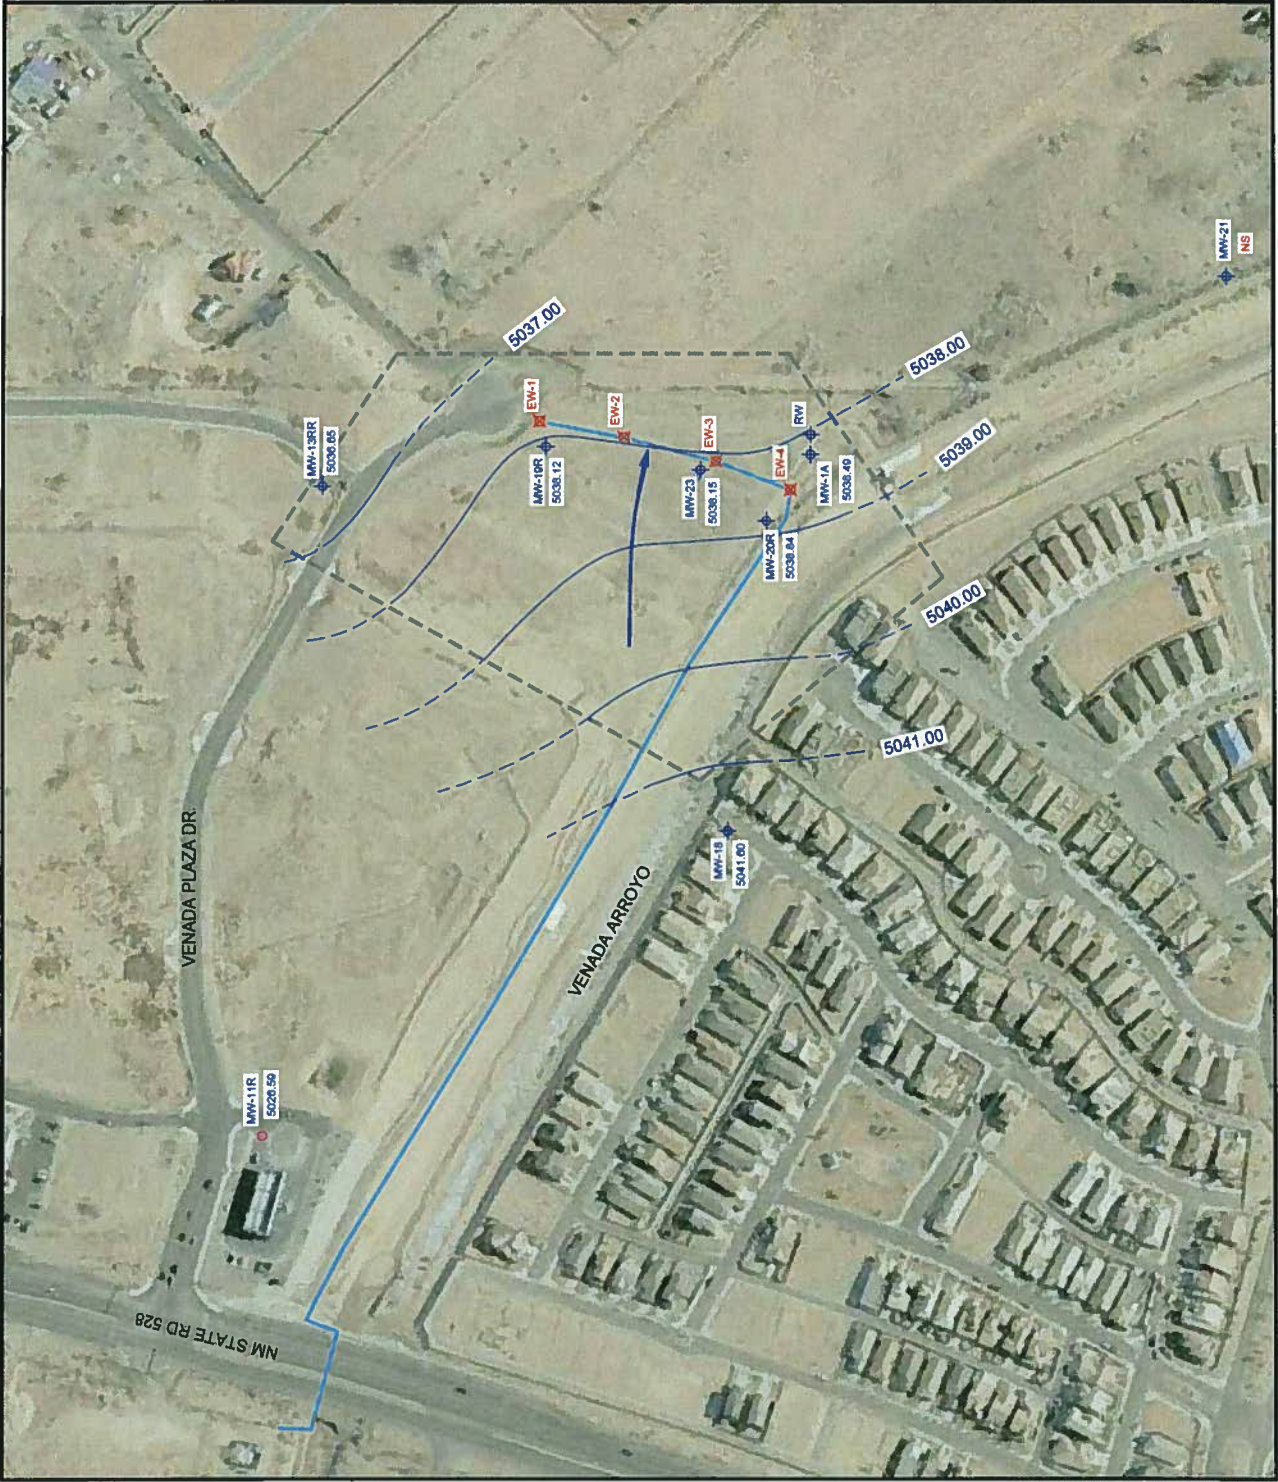 MW-21
NS
5037.00
5038.00
EW-1
EW-2
EW-3
EW-4
RW
MW-13RR
5036.65
MW-19R
5038.12
MW-23
5038.15
MW-1A
5038.49
5039.00
MW-20R
5038.84
5040.00
5041.00
VENADA PLAZA DR.
MW-18
5041.60
VENADA ARROYO
MW-11R
5026.59
NM STATE RD 528